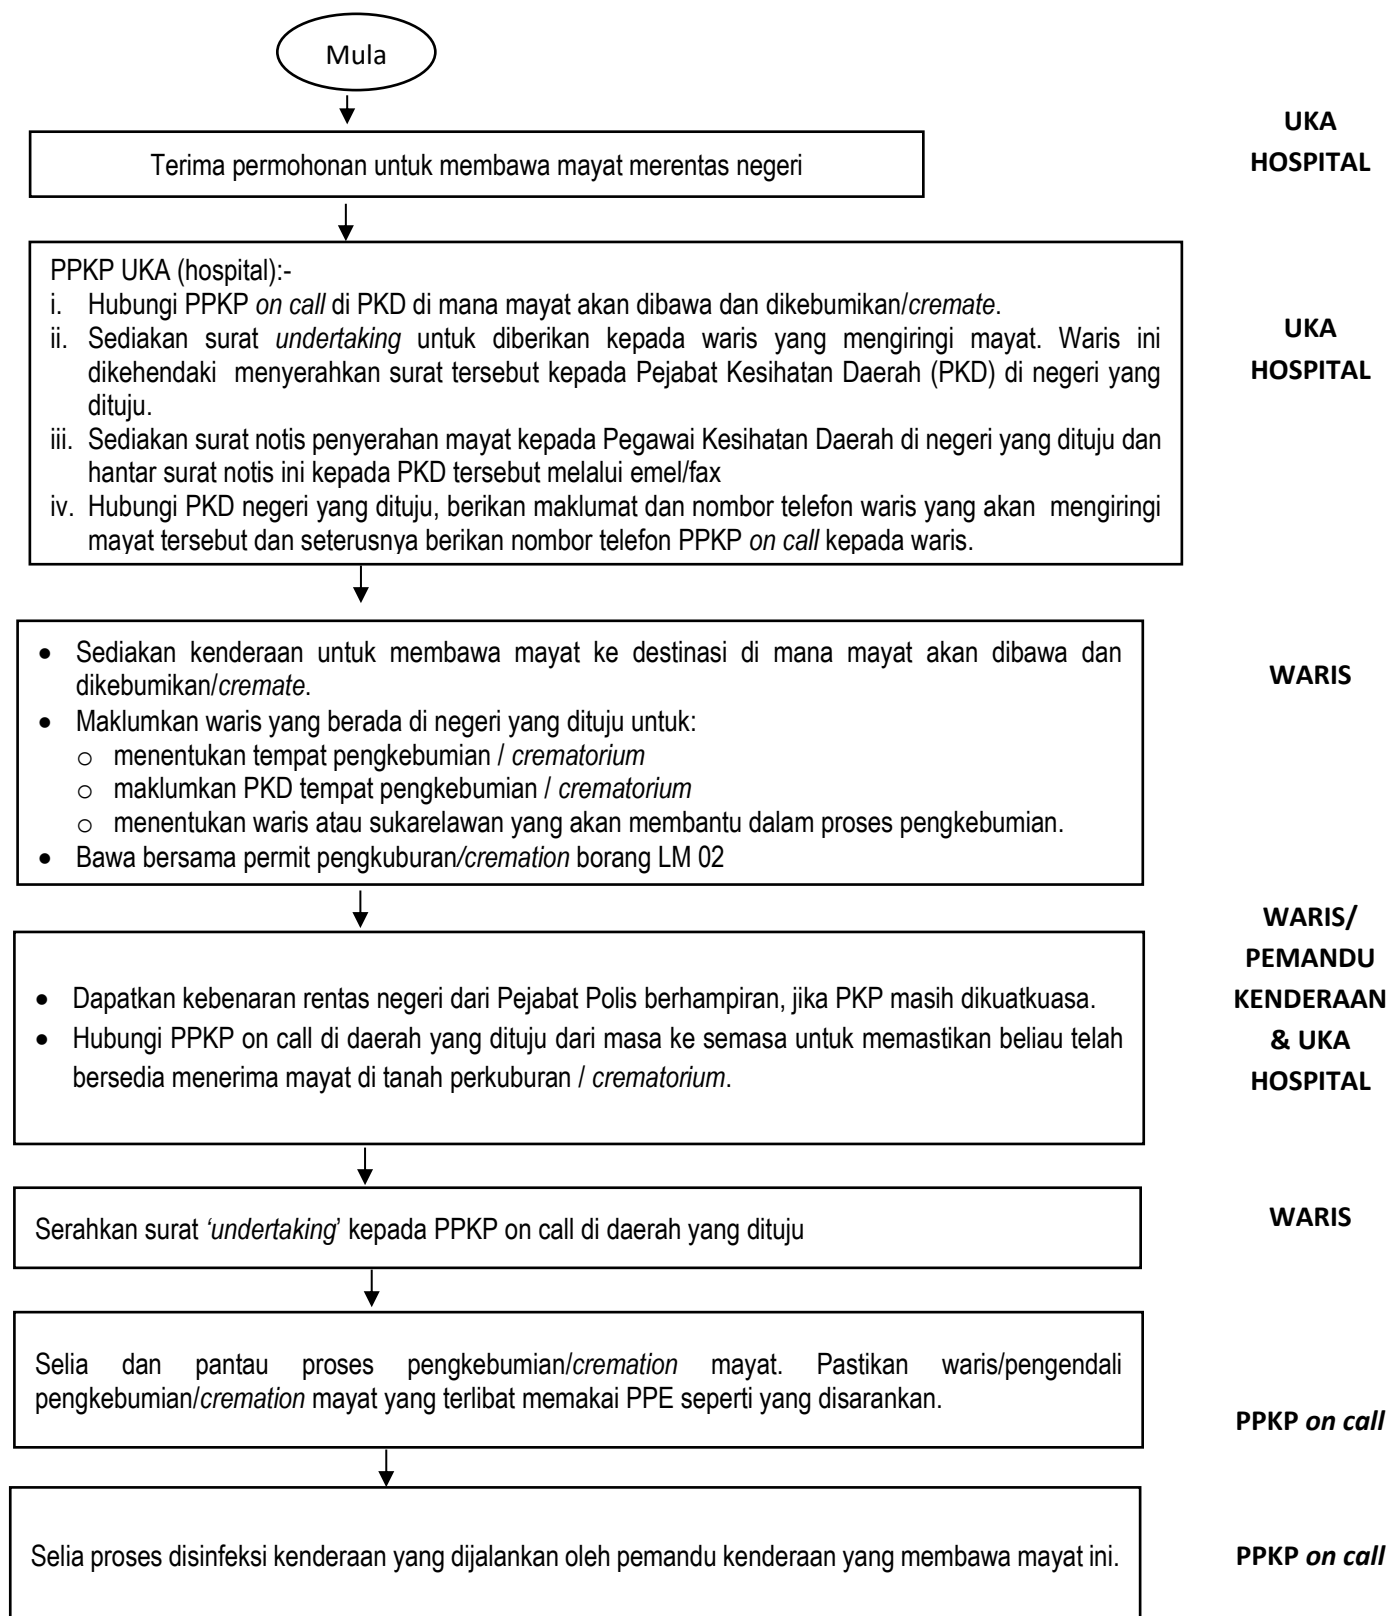 Mula
UKA
HOSPITAL
Terima permohonan untuk membawa mayat merentas negeri
PPKP UKA (hospital):-
i. Hubungi PPKP on call di PKD di mana mayat akan dibawa dan dikebumikan/cremate.
ii. Sediakan surat undertaking untuk diberikan kepada waris yang mengiringi mayat. Waris ini
dikehendaki menyerahkan surat tersebut kepada Pejabat Kesihatan Daerah (PKD) di negeri yang
dituju.
iii. Sediakan surat notis penyerahan mayat kepada Pegawai Kesihatan Daerah di negeri yang dituju dan
hantar surat notis ini kepada PKD tersebut melalui emel/fax
iv. Hubungi PKD negeri yang dituju, berikan maklumat dan nombor telefon waris yang akan mengiringi
mayat tersebut dan seterusnya berikan nombor telefon PPKP on call kepada waris.
UKA
HOSPITAL
• Sediakan kenderaan untuk membawa mayat ke destinasi di mana mayat akan dibawa dan
dikebumikan/cremate.
• Maklumkan waris yang berada di negeri yang dituju untuk:
o menentukan tempat pengkebumian / crematorium
o maklumkan PKD tempat pengkebumian / crematorium
o menentukan waris atau sukarelawan yang akan membantu dalam proses pengkebumian.
• Bawa bersama permit pengkuburan/cremation borang LM 02
WARIS
• Dapatkan kebenaran rentas negeri dari Pejabat Polis berhampiran, jika PKP masih dikuatkuasa.
• Hubungi PPKP on call di daerah yang dituju dari masa ke semasa untuk memastikan beliau telah
bersedia menerima mayat di tanah perkuburan / crematorium.
WARIS/
PEMANDU
KENDERAAN
& UKA
HOSPITAL
Serahkan surat ‘undertaking’ kepada PPKP on call di daerah yang dituju
WARIS
Selia dan pantau proses pengkebumian/cremation mayat. Pastikan waris/pengendali
pengkebumian/cremation mayat yang terlibat memakai PPE seperti yang disarankan.
PPKP on call
Selia proses disinfeksi kenderaan yang dijalankan oleh pemandu kenderaan yang membawa mayat ini.
PPKP on call